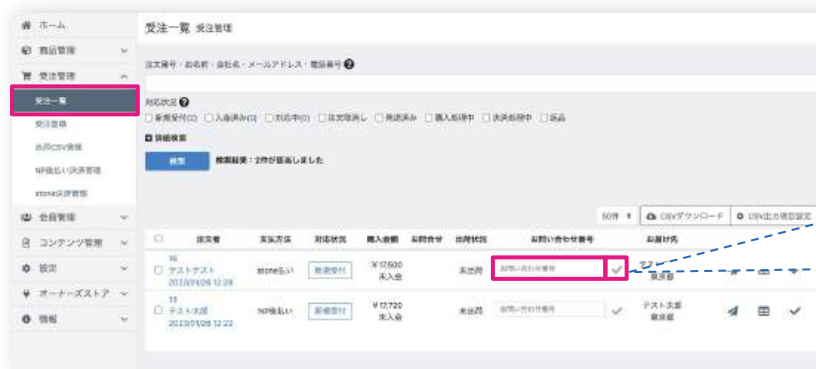 ホーム
商品管理
受注管理
受注一覧
受注登録
出荷CSV登録
NP後払い決済管理
atone決済管理
会員管理
コンテンツ管理
設定
オーナーズストア
情報
受注一覧 受注管理
注文番号・お名前・会社名・メールアドレス・電話番号
対応状況
新規受付(2) 入金済み(0) 対応中(0) 注文取消し 発送済み 購入処理中 決済処理中 返品
詳細検索
検索 検索結果：2件が該当しました
50件 CSVダウンロード CSV出力項目設定
注文者 支払方法 対応状況 購入金額 お問合せ 出荷状況 お問い合わせ番号 お届け先
16
テストテスト atone払い 新規受付 ¥17,600 未入金 未出荷 お問い合わせ番号 東京都
2023/01/26 12:28
18
テスト太郎 NP後払い 新規受付 ¥17,720 未入金 未出荷 お問い合わせ番号 テスト太郎 東京都
2023/01/26 12:22